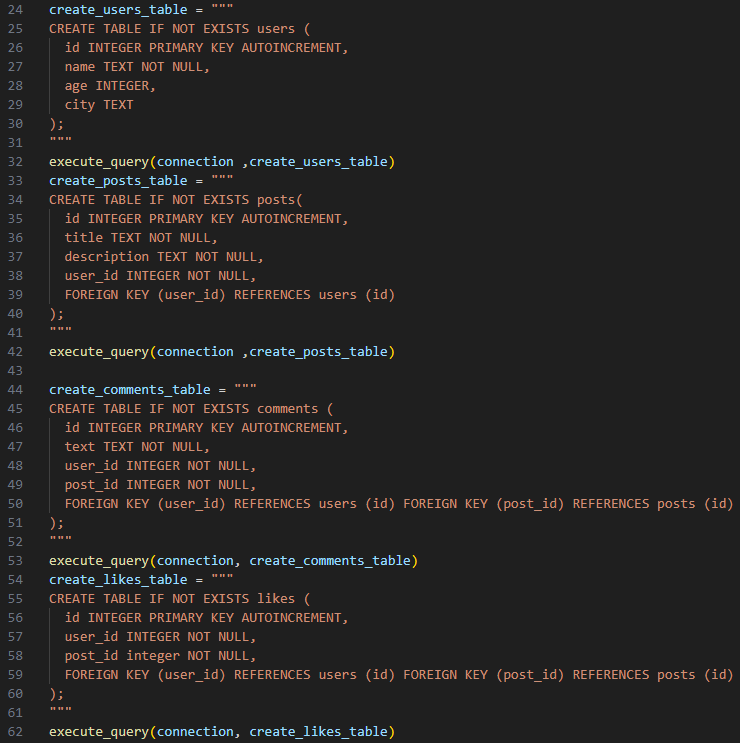 24 create_users_table = """
25 CREATE TABLE IF NOT EXISTS users (
26   id INTEGER PRIMARY KEY AUTOINCREMENT,
27   name TEXT NOT NULL,
28   age INTEGER,
29   city TEXT
30 );
31 """
32 execute_query(connection ,create_users_table)
33 create_posts_table = """
34 CREATE TABLE IF NOT EXISTS posts(
35   id INTEGER PRIMARY KEY AUTOINCREMENT,
36   title TEXT NOT NULL,
37   description TEXT NOT NULL,
38   user_id INTEGER NOT NULL,
39   FOREIGN KEY (user_id) REFERENCES users (id)
40 );
41 """
42 execute_query(connection ,create_posts_table)
43
44 create_comments_table = """
45 CREATE TABLE IF NOT EXISTS comments (
46   id INTEGER PRIMARY KEY AUTOINCREMENT,
47   text TEXT NOT NULL,
48   user_id INTEGER NOT NULL,
49   post_id INTEGER NOT NULL,
50   FOREIGN KEY (user_id) REFERENCES users (id) FOREIGN KEY (post_id) REFERENCES posts (id)
51 );
52 """
53 execute_query(connection, create_comments_table)
54 create_likes_table = """
55 CREATE TABLE IF NOT EXISTS likes (
56   id INTEGER PRIMARY KEY AUTOINCREMENT,
57   user_id INTEGER NOT NULL,
58   post_id integer NOT NULL,
59   FOREIGN KEY (user_id) REFERENCES users (id) FOREIGN KEY (post_id) REFERENCES posts (id)
60 );
61 """
62 execute_query(connection, create_likes_table)